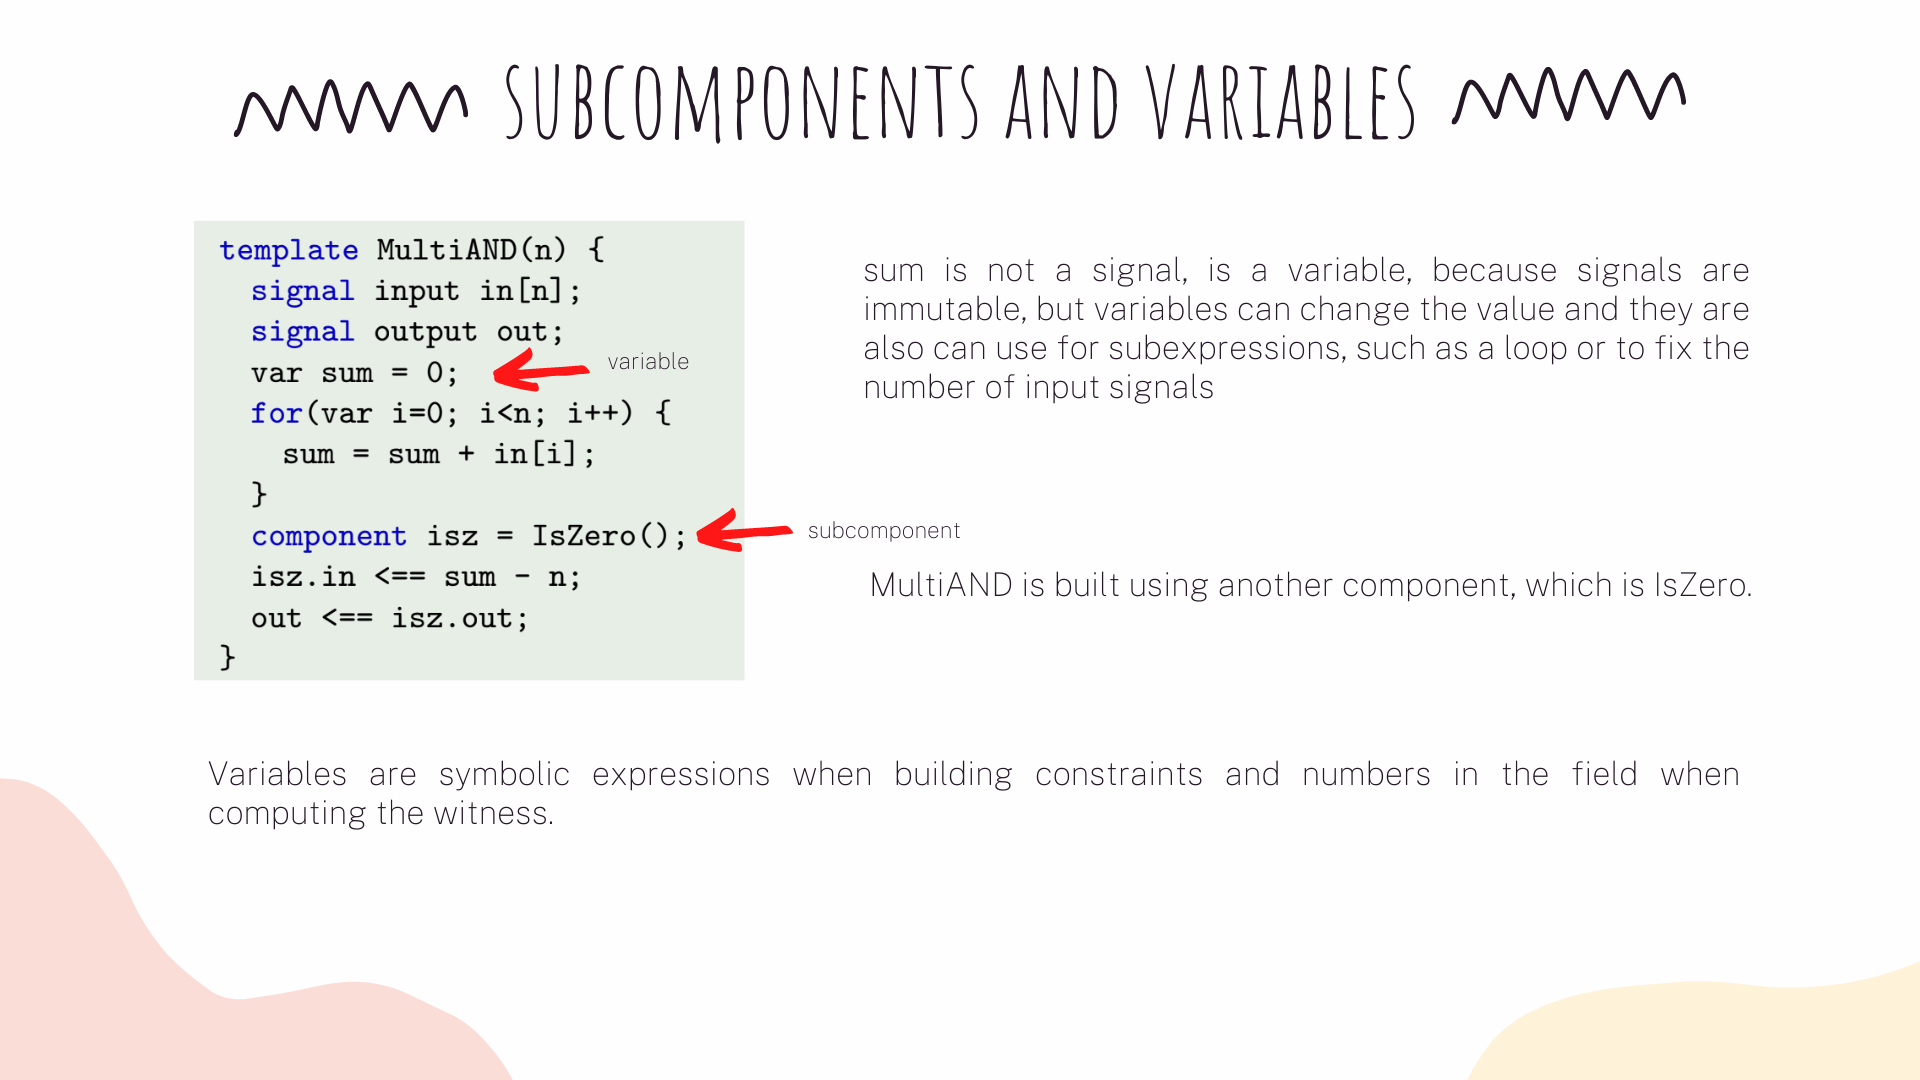 SUBCOMPONENTS AND VARIABLES
template MultiAND(n) {
signal input in[n];
signal output out;
var sum = 0;
variable
for(var i=0; i<n; i++) {
sum = sum + in[i];
}
component isz = IsZero();
subcomponent
isz.in <== sum - n;
out <== isz.out;
}
sum is not a signal, is a variable, because signals are
immutable, but variables can change the value and they are
also can use for subexpressions, such as a loop or to fix the
number of input signals
MultiAND is built using another component, which is IsZero.
Variables are symbolic expressions when building constraints and numbers in the field when
computing the witness.